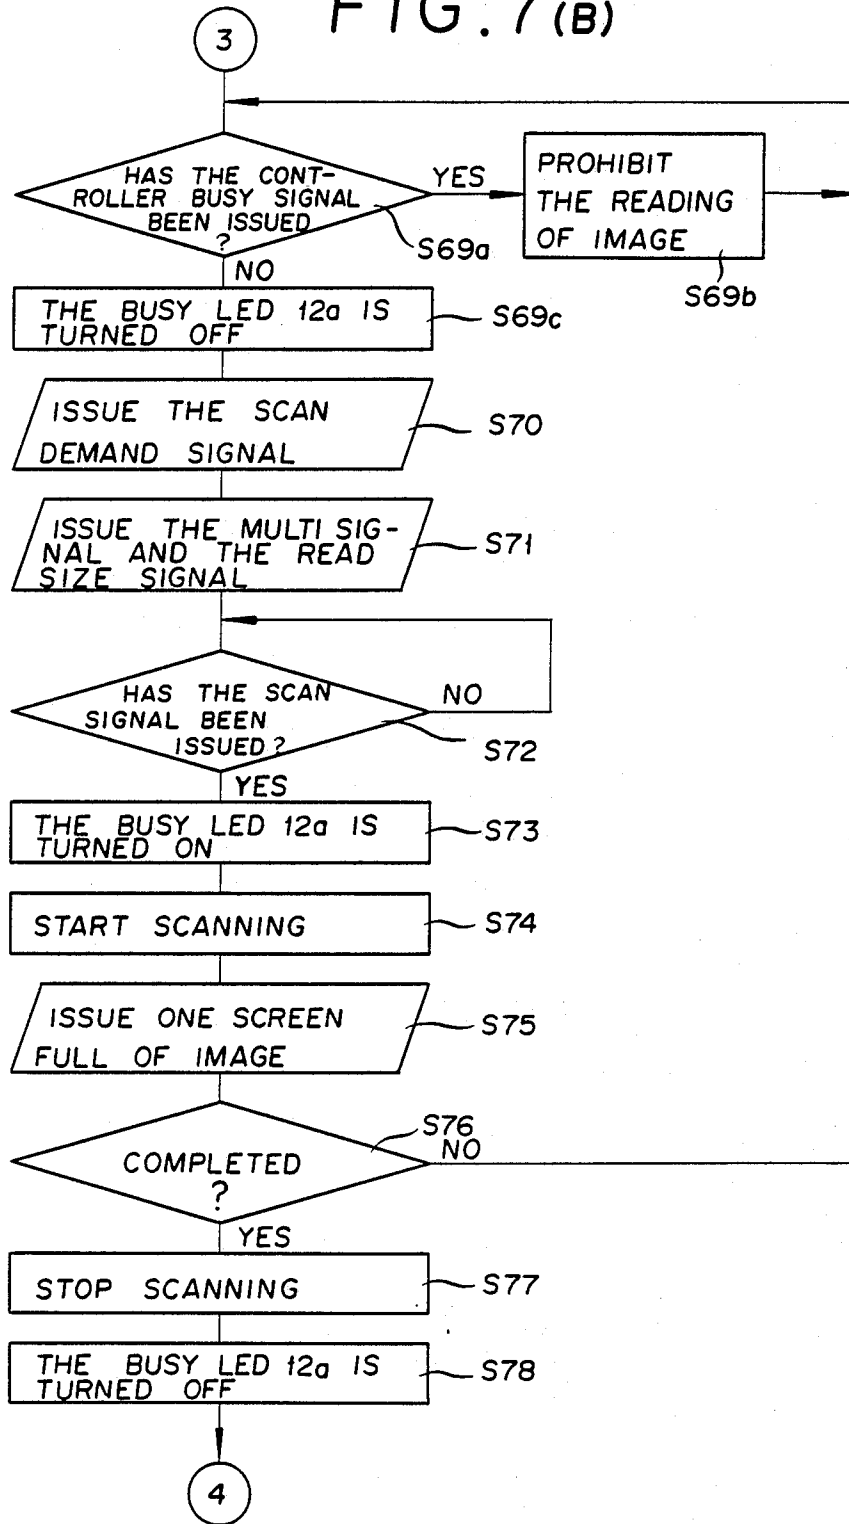 FIG. 7 (B)
3
HAS THE CONT-
ROLLER BUSY SIGNAL
BEEN ISSUED
?
YES
S69a
PROHIBIT
THE READING
OF IMAGE
S69b
NO
THE BUSY LED 12a IS
TURNED OFF
S69c
ISSUE THE SCAN
DEMAND SIGNAL
S70
ISSUE THE MULTI SIG-
NAL AND THE READ
SIZE SIGNAL
S71
HAS THE SCAN
SIGNAL BEEN
ISSUED?
NO
S72
YES
THE BUSY LED 12a IS
TURNED ON
S73
START SCANNING
S74
ISSUE ONE SCREEN
FULL OF IMAGE
S75
COMPLETED
?
S76
NO
YES
STOP SCANNING
S77
THE BUSY LED 12a IS
TURNED OFF
S78
4